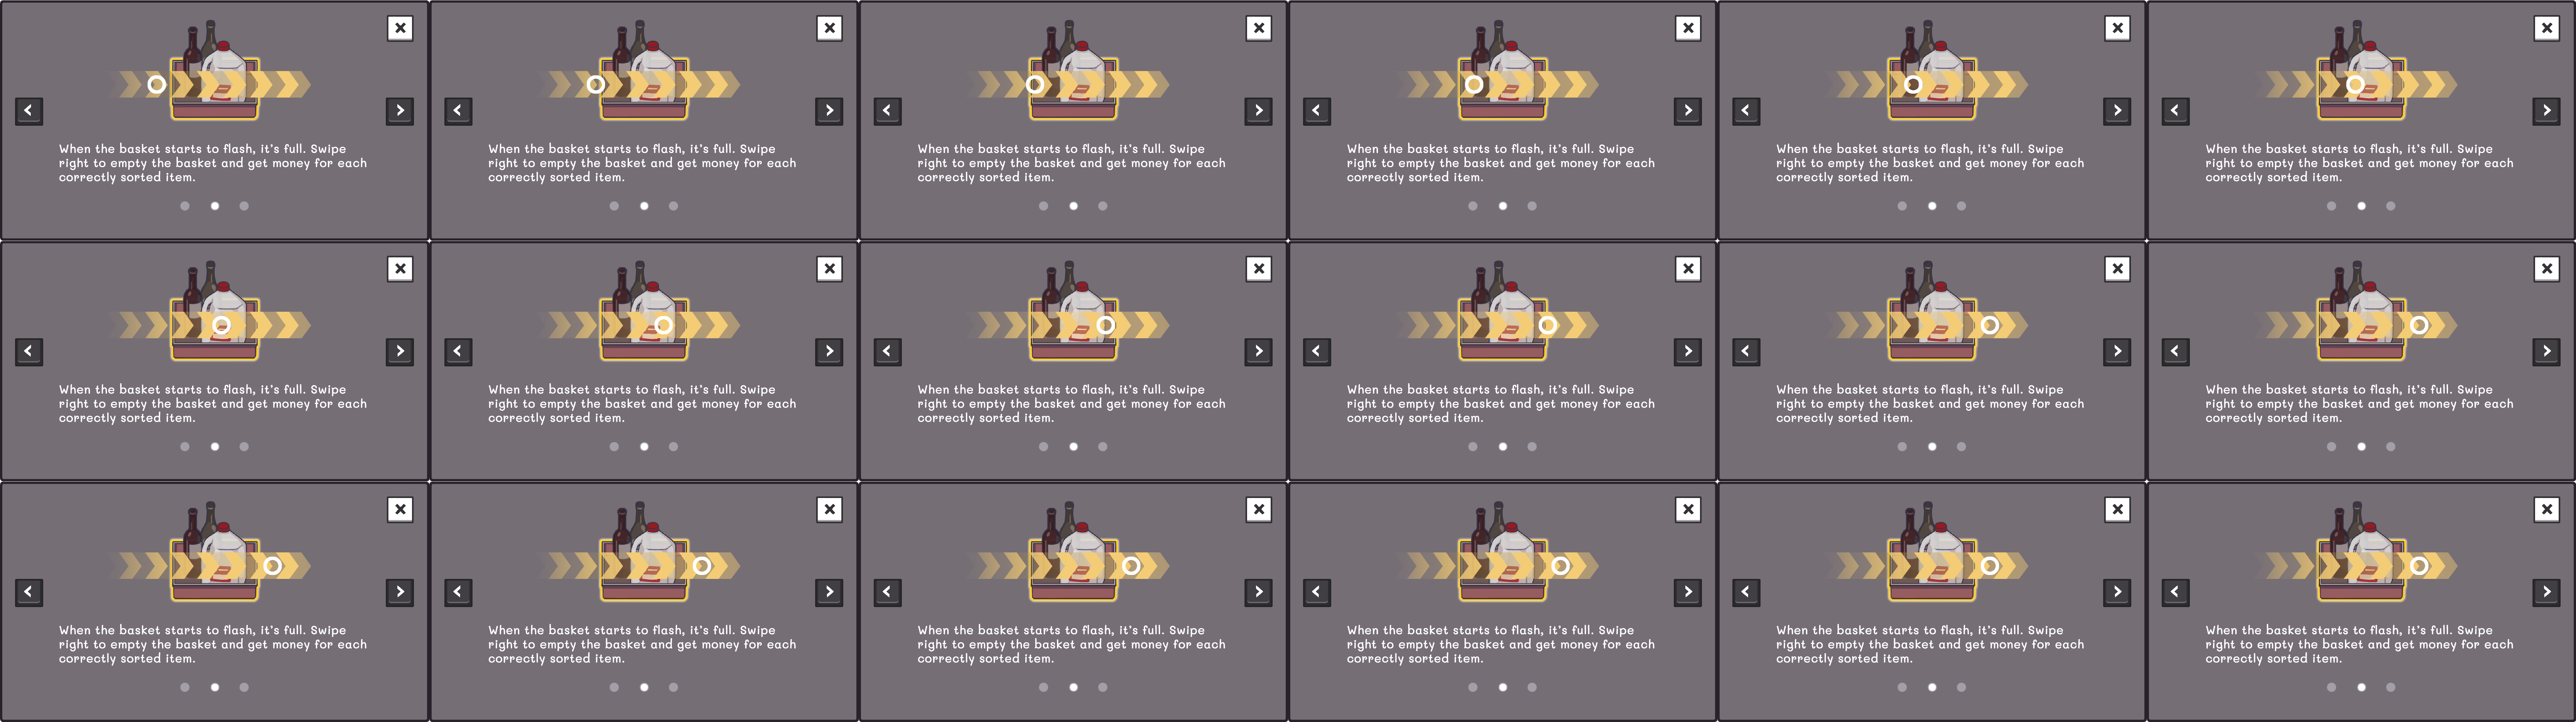 When the basket starts to flash, it's full. Swipe
right to empty the basket and get money for each
correctly sorted item.
When the basket starts to flash, it's full. Swipe
right to empty the basket and get money for each
correctly sorted item.
When the basket starts to flash, it's full. Swipe
right to empty the basket and get money for each
correctly sorted item.
When the basket starts to flash, it's full. Swipe
right to empty the basket and get money for each
correctly sorted item.
When the basket starts to flash, it's full. Swipe
right to empty the basket and get money for each
correctly sorted item.
When the basket starts to flash, it's full. Swipe
right to empty the basket and get money for each
correctly sorted item.
When the basket starts to flash, it's full. Swipe
right to empty the basket and get money for each
correctly sorted item.
When the basket starts to flash, it's full. Swipe
right to empty the basket and get money for each
correctly sorted item.
When the basket starts to flash, it's full. Swipe
right to empty the basket and get money for each
correctly sorted item.
When the basket starts to flash, it's full. Swipe
right to empty the basket and get money for each
correctly sorted item.
When the basket starts to flash, it's full. Swipe
right to empty the basket and get money for each
correctly sorted item.
When the basket starts to flash, it's full. Swipe
right to empty the basket and get money for each
correctly sorted item.
When the basket starts to flash, it's full. Swipe
right to empty the basket and get money for each
correctly sorted item.
When the basket starts to flash, it's full. Swipe
right to empty the basket and get money for each
correctly sorted item.
When the basket starts to flash, it's full. Swipe
right to empty the basket and get money for each
correctly sorted item.
When the basket starts to flash, it's full. Swipe
right to empty the basket and get money for each
correctly sorted item.
When the basket starts to flash, it's full. Swipe
right to empty the basket and get money for each
correctly sorted item.
When the basket starts to flash, it's full. Swipe
right to empty the basket and get money for each
correctly sorted item.